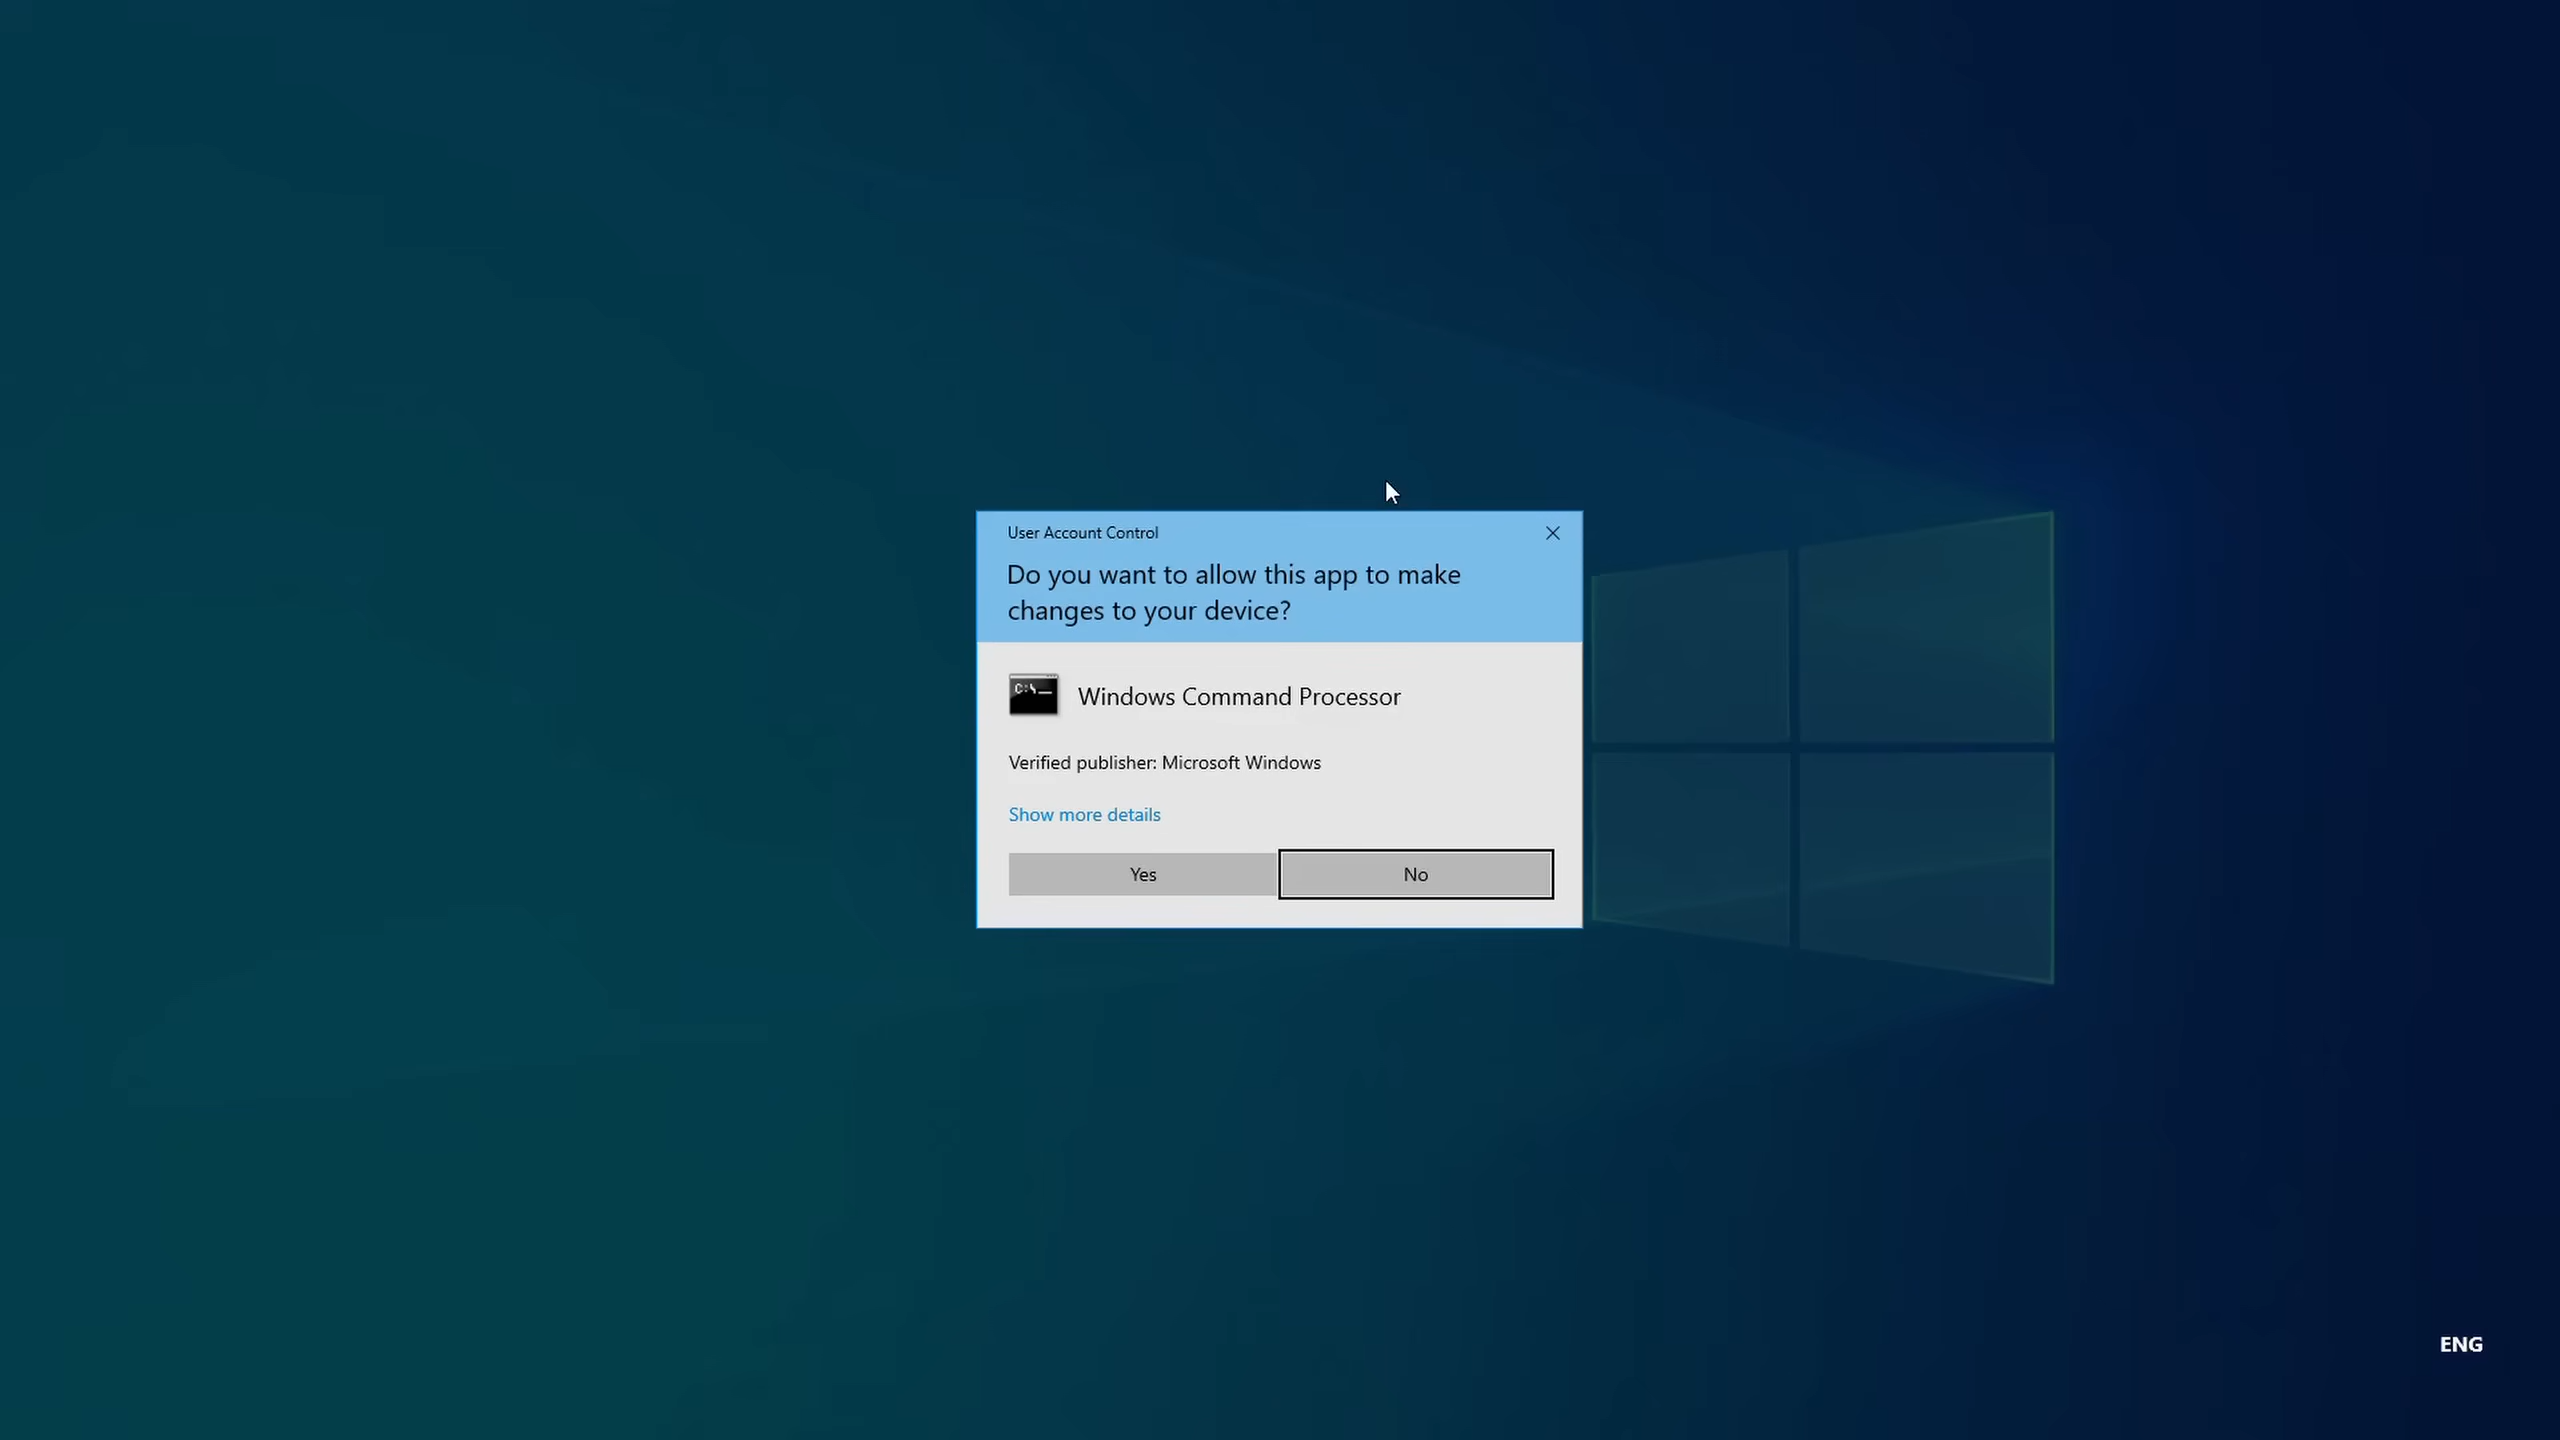 User Account Control
Do you want to allow this app to make
changes to your device?
C:\
Windows Command Processor
Verified publisher: Microsoft Windows
Show more details
Yes
No
ENG